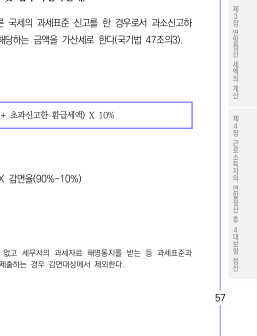 른 국세의 과세표준 신고를 한 경우로서 과소신고하
해당하는 금액을 가산세로 한다(국기법 47조의3).
+ 초과신고한 환급세액) X 10%
X 감면율(90%~10%)
없고 세무서의 과세자료 해명통지를 받는 등 과세표준과
제출하는 경우 감면대상에서 제외한다.
제3장 연말정산 세액의 계산
제4장 근로소득자의 연말정산 후 4대보험 정산
57